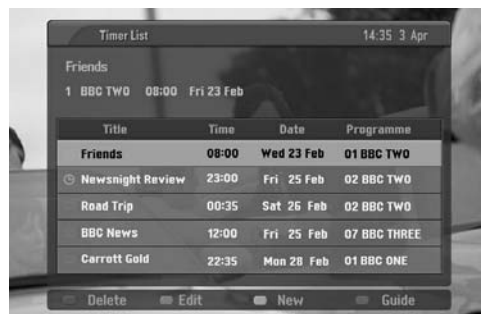 Timer List 14:35 3 Apr
Friends
1 BBC TWO 08:00 Fri 23 Feb
Title Time Date Programme
Friends 08:00 Wed 23 Feb 01 BBC TWO
Newsnight Review 23:00 Fri 25 Feb 02 BBC TWO
Road Trip 00:35 Sat 26 Feb 02 BBC TWO
BBC News 12:00 Fri 25 Feb 07 BBC THREE
Carrott Gold 22:35 Mon 28 Feb 01 BBC ONE
Delete Edit New Guide